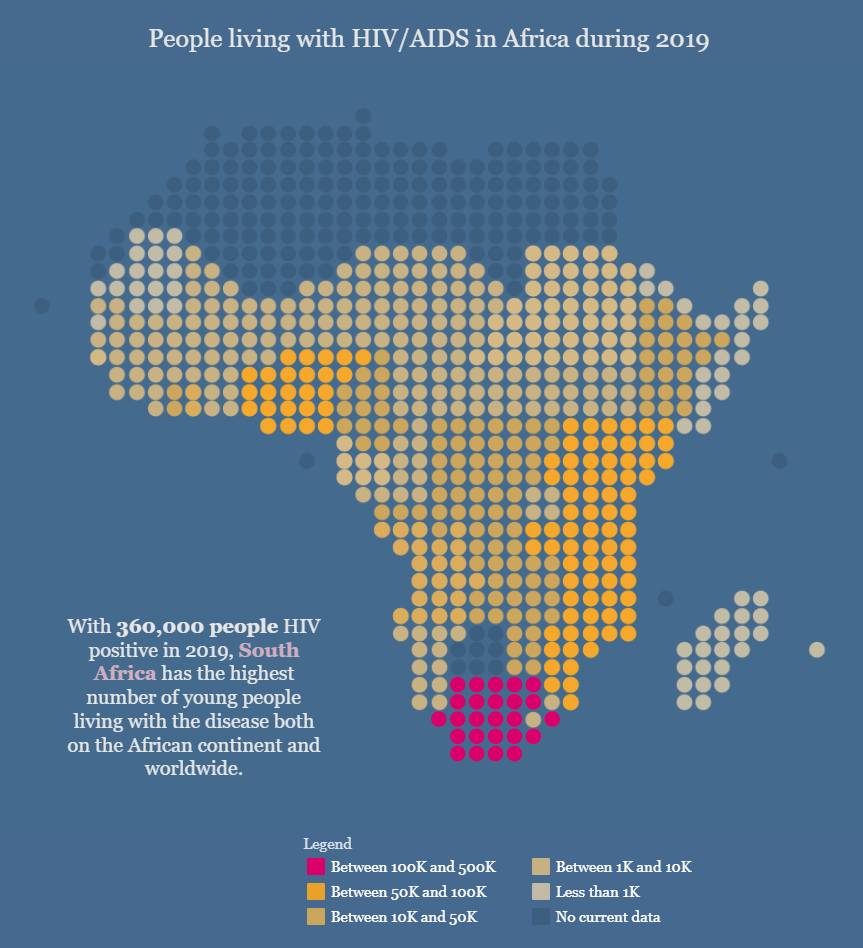 People living with HIV/AIDS in Africa during 2019
With 360,000 people HIV
positive in 2019, South
Africa has the highest
number of young people
living with the disease both
on the African continent and
worldwide.
Legend
Between 100K and 500K
Between 50K and 100K
Between 10K and 50K
Between 1K and 10K
Less than 1K
No current data